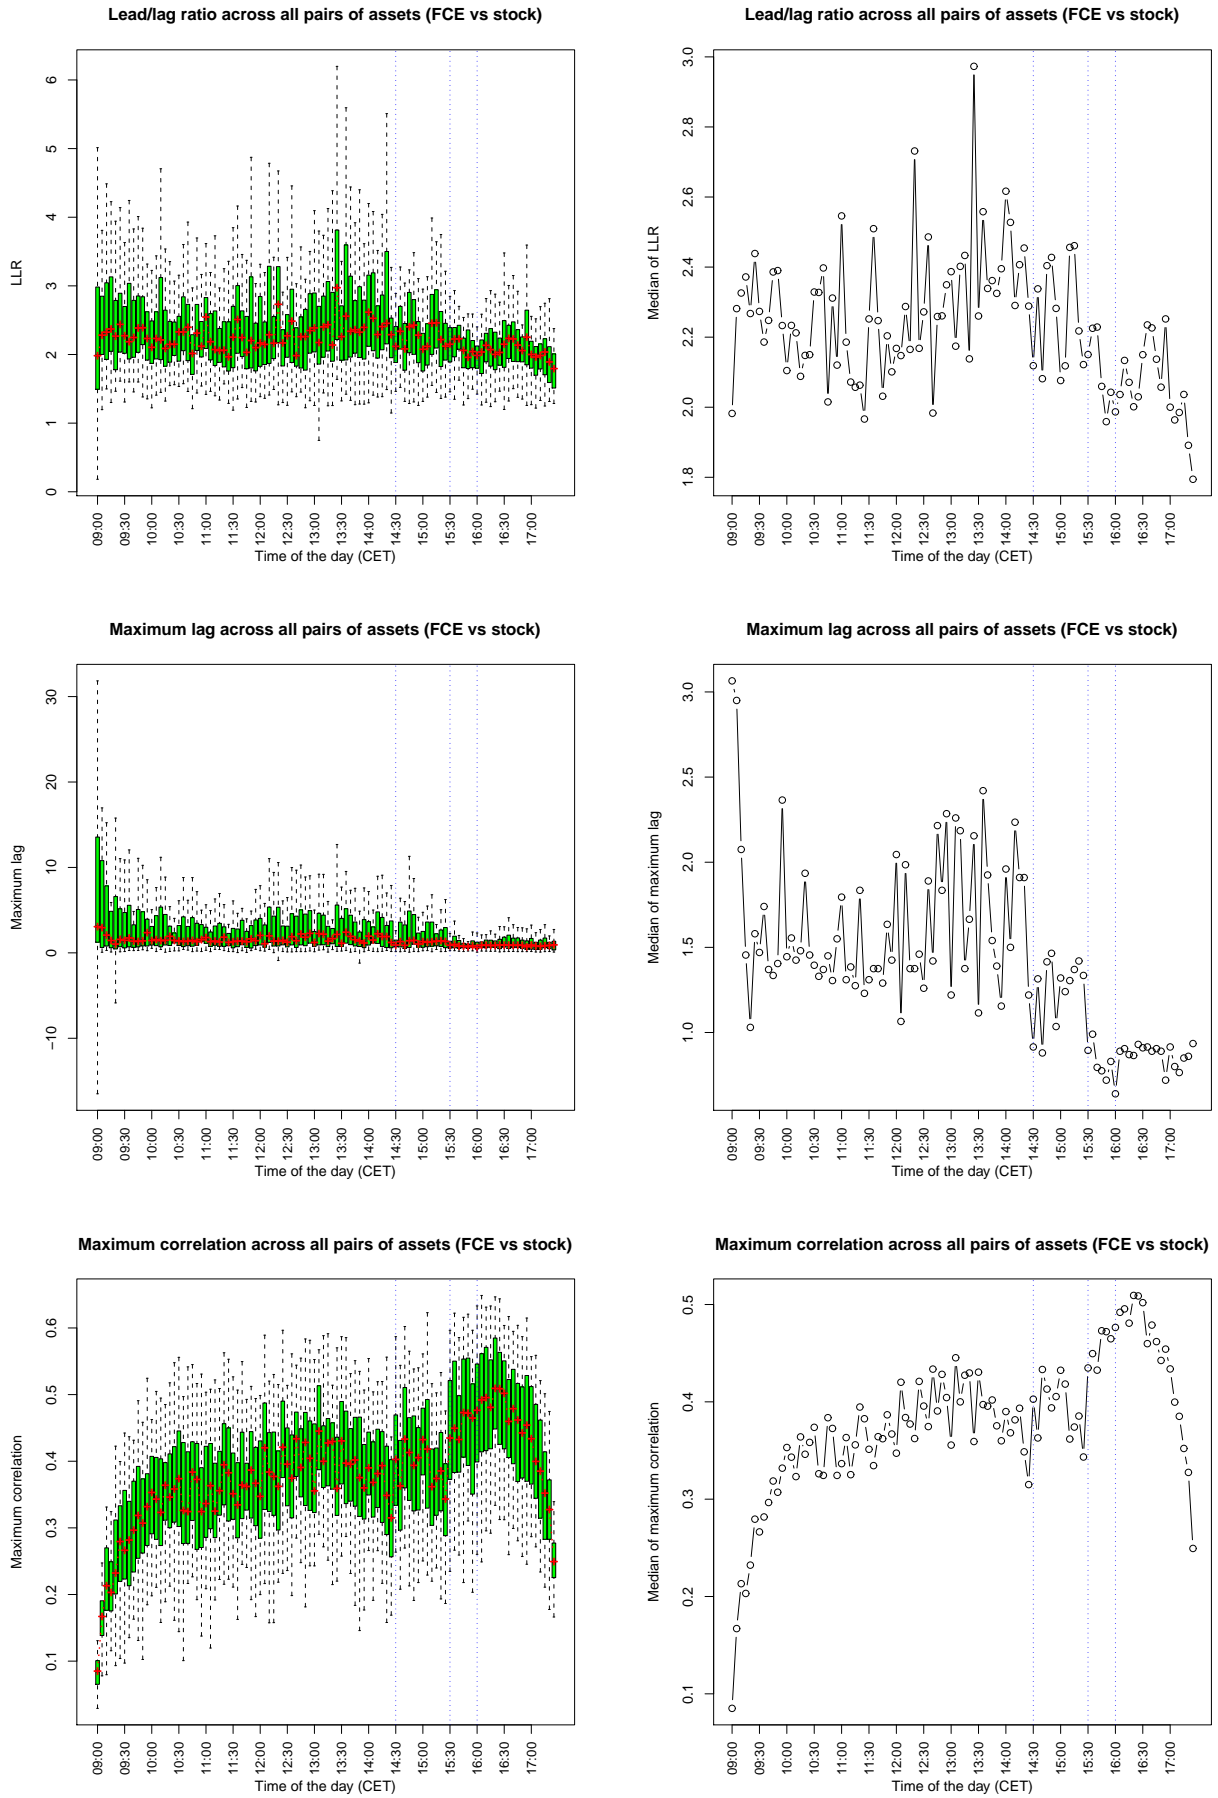 Lead/lag ratio across all pairs of assets (FCE vs stock)
LLR
0 1 2 3 4 5 6
09:00 09:30 10:00 10:30 11:00 11:30 12:00 12:30 13:00 13:30 14:00 14:30 15:00 15:30 16:00 16:30 17:00
Time of the day (CET)
Lead/lag ratio across all pairs of assets (FCE vs stock)
Median of LLR
1.8 2.0 2.2 2.4 2.6 2.8 3.0
09:00 09:30 10:00 10:30 11:00 11:30 12:00 12:30 13:00 13:30 14:00 14:30 15:00 15:30 16:00 16:30 17:00
Time of the day (CET)
Maximum lag across all pairs of assets (FCE vs stock)
Maximum lag
−10 0 10 20 30
09:00 09:30 10:00 10:30 11:00 11:30 12:00 12:30 13:00 13:30 14:00 14:30 15:00 15:30 16:00 16:30 17:00
Time of the day (CET)
Maximum lag across all pairs of assets (FCE vs stock)
Median of maximum lag
1.0 1.5 2.0 2.5 3.0
09:00 09:30 10:00 10:30 11:00 11:30 12:00 12:30 13:00 13:30 14:00 14:30 15:00 15:30 16:00 16:30 17:00
Time of the day (CET)
Maximum correlation across all pairs of assets (FCE vs stock)
Maximum correlation
0.1 0.2 0.3 0.4 0.5 0.6
09:00 09:30 10:00 10:30 11:00 11:30 12:00 12:30 13:00 13:30 14:00 14:30 15:00 15:30 16:00 16:30 17:00
Time of the day (CET)
Maximum correlation across all pairs of assets (FCE vs stock)
Median of maximum correlation
0.1 0.2 0.3 0.4 0.5
09:00 09:30 10:00 10:30 11:00 11:30 12:00 12:30 13:00 13:30 14:00 14:30 15:00 15:30 16:00 16:30 17:00
Time of the day (CET)